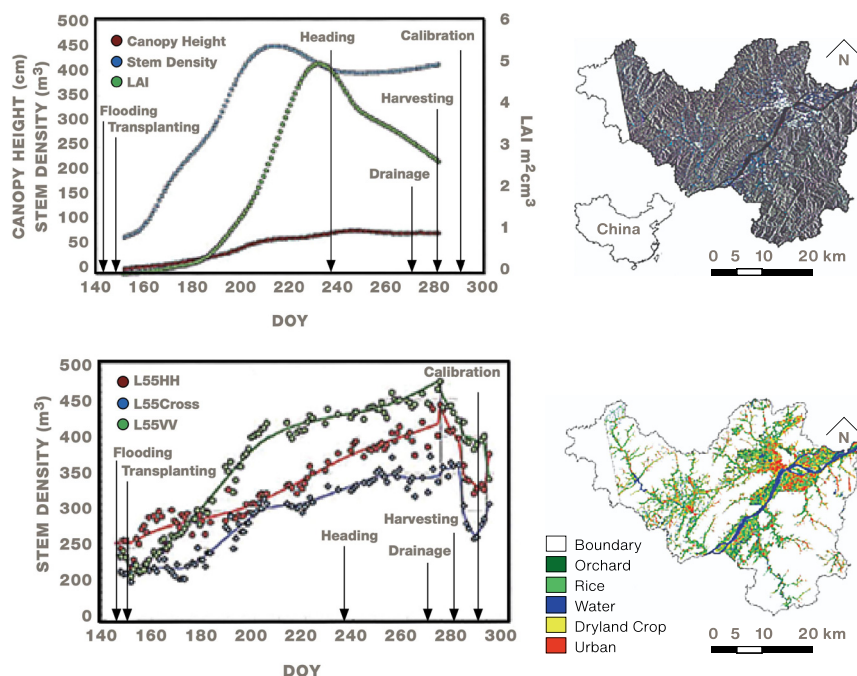 500
450
400
350
300
250
200
150
100
50
0
CANOPY HEIGHT (cm)
STEM DENSITY (m³)
Canopy Height
Stem Density
LAI
Flooding
Transplanting
Heading
Calibration
Harvesting
Drainage
6
5
4
3
2
1
0
LAI m²cm³
140 160 180 200 220 240 260 280 300
DOY
N
China
0 5 10 20 km
500
450
400
350
300
250
200
0
STEM DENSITY (m³)
L55HH
L55Cross
L55VV
Flooding
Transplanting
Calibration
Harvesting
Heading
Drainage
140 160 180 200 220 240 260 280 300
DOY
N
Boundary
Orchard
Rice
Water
Dryland Crop
Urban
0 5 10 20 km